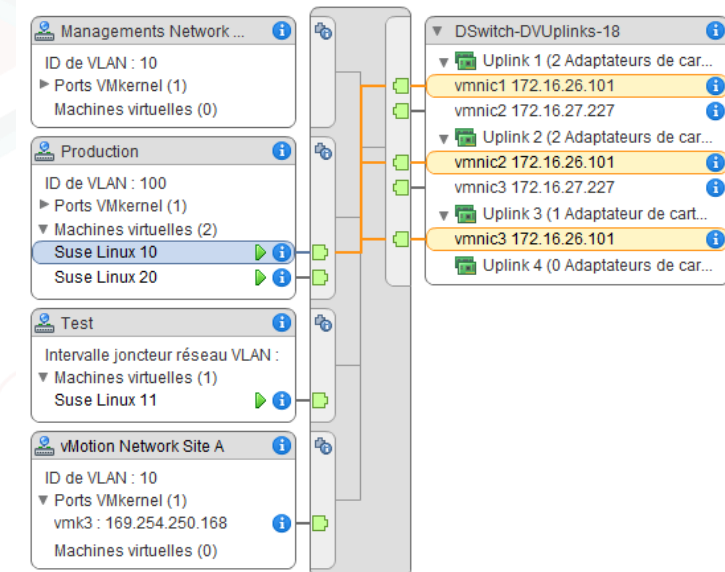 Managements Network ...
ID de VLAN : 10
Ports VMkernel (1)
Machines virtuelles (0)
Production
ID de VLAN : 100
Ports VMkernel (1)
Machines virtuelles (2)
Suse Linux 10
Suse Linux 20
Test
Intervalle joncteur réseau VLAN :
Machines virtuelles (1)
Suse Linux 11
vMotion Network Site A
ID de VLAN : 10
Ports VMkernel (1)
vmk3 : 169.254.250.168
Machines virtuelles (0)
DSwitch-DVUplinks-18
Uplink 1 (2 Adaptateurs de car...
vmnic1 172.16.26.101
vmnic2 172.16.27.227
Uplink 2 (2 Adaptateurs de car...
vmnic2 172.16.26.101
vmnic3 172.16.27.227
Uplink 3 (1 Adaptateur de cart...
vmnic3 172.16.26.101
Uplink 4 (0 Adaptateurs de car...